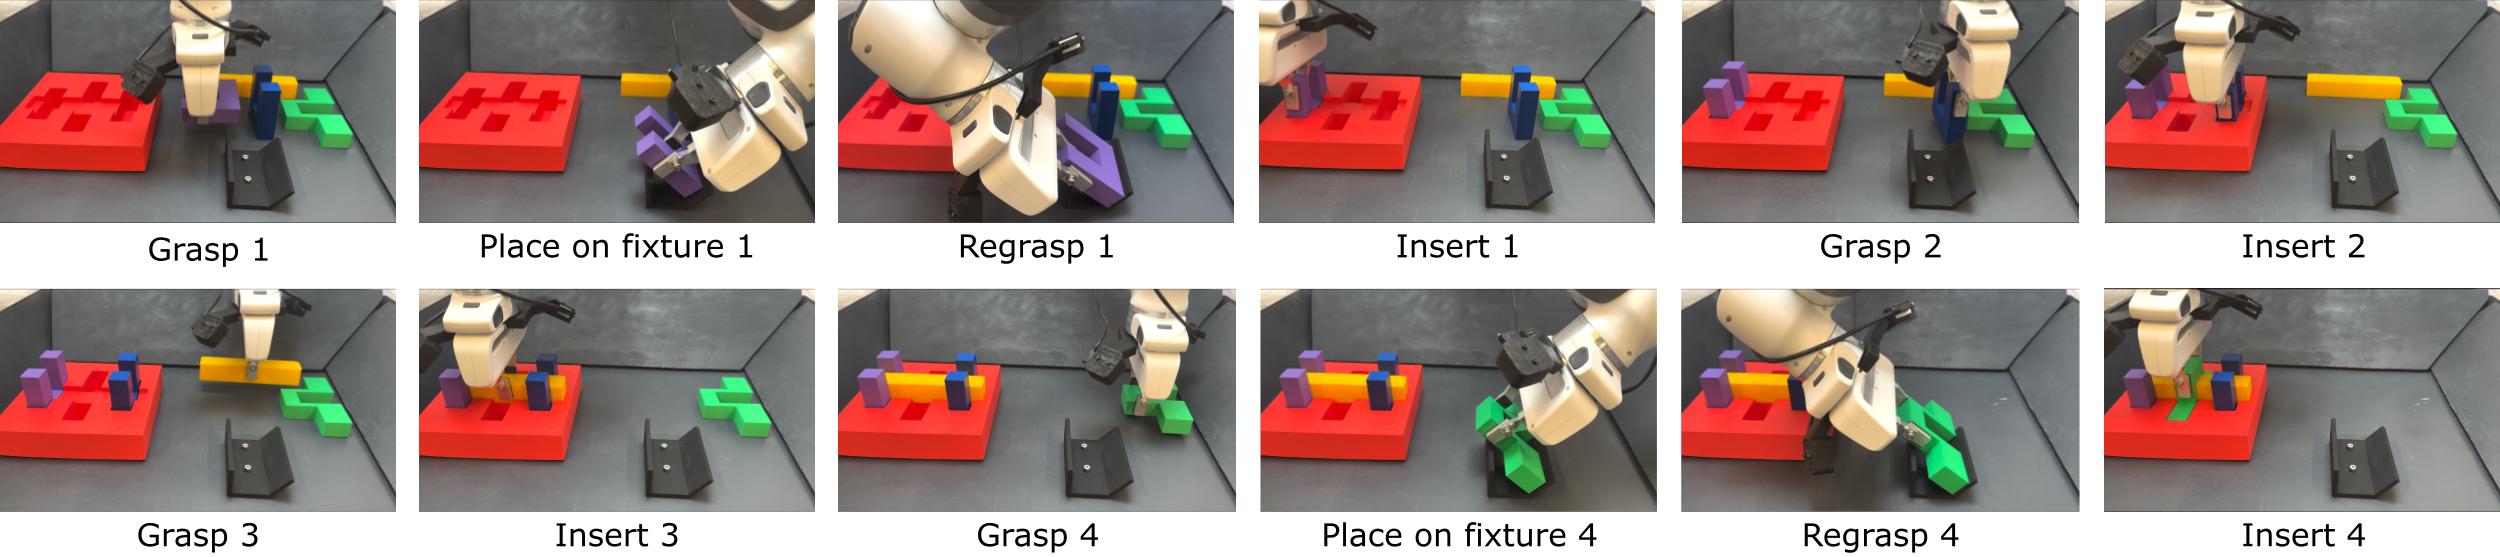 Grasp 1
Place on fixture 1
Regrasp 1
Insert 1
Grasp 2
Insert 2
Grasp 3
Insert 3
Grasp 4
Place on fixture 4
Regrasp 4
Insert 4